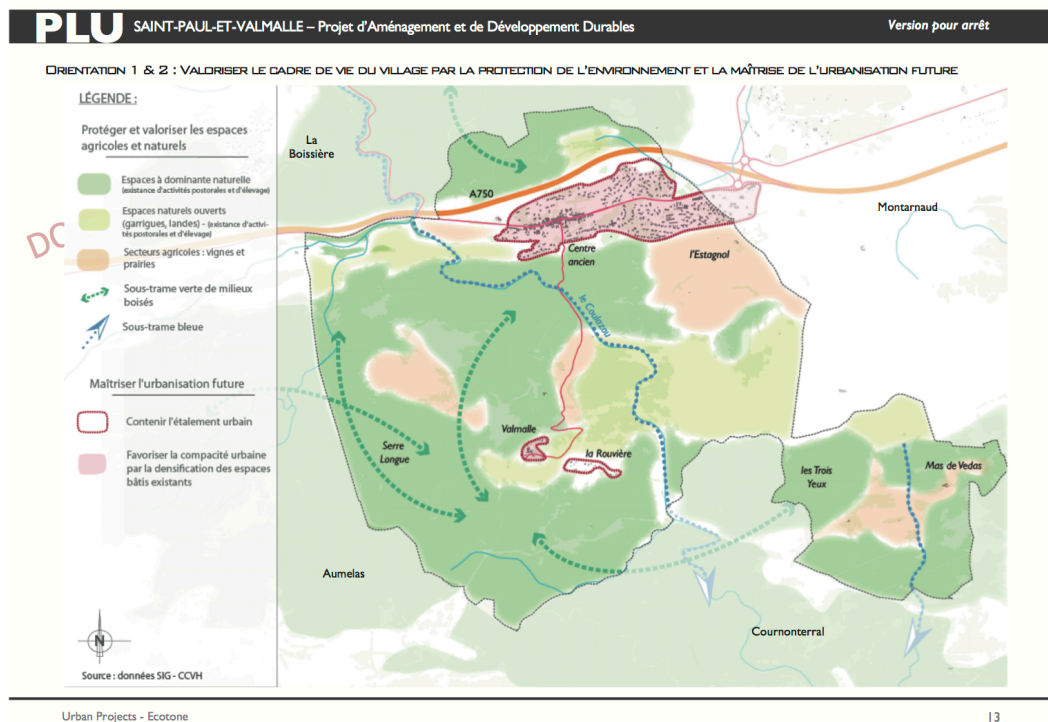 PLU SAINT-PAUL-ET-VALMALLE – Projet d'Aménagement et de Développement Durables
Version pour arrêt
ORIENTATION 1 & 2 : VALORISER LE CADRE DE VIE DU VILLAGE PAR LA PROTECTION DE L'ENVIRONNEMENT ET LA MAÎTRISE DE L'URBANISATION FUTURE
LÉGENDE :
Protéger et valoriser les espaces
agricoles et naturels
Espaces à dominante naturelle
(existance d'activités postorales et d'élevage)
Espaces naturels ouverts
(garrigues, landes) - (existance d'activi-
tés postorales et d'élevage)
Secteurs agricoles : vignes et
prairies
Sous-trame verte de milieux
boisés
Sous-trame bleue
Maîtriser l'urbanisation future
Contenir l'étalement urbain
Favoriser la compacité urbaine
par la densification des espaces
bâtis existants
N
Source : données SIG - CCVH
La
Boissière
A750
Montarnaud
Centre
ancien
l'Estagnol
le Coulazou
Valmalle
la Rouvière
Serre
Longue
les Trois
Yeux
Mas de Vedas
Aumelas
Cournonterral
Urban Projects - Ecotone
13